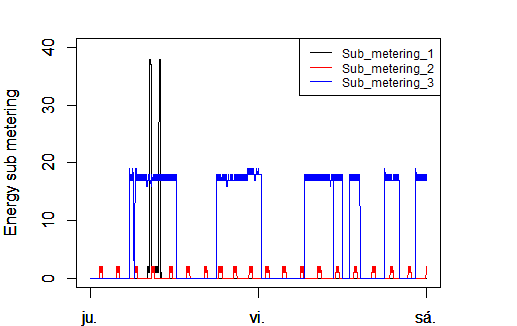 Energy sub metering
40
30
20
10
0
Sub_metering_1
Sub_metering_2
Sub_metering_3
ju.
vi.
sá.